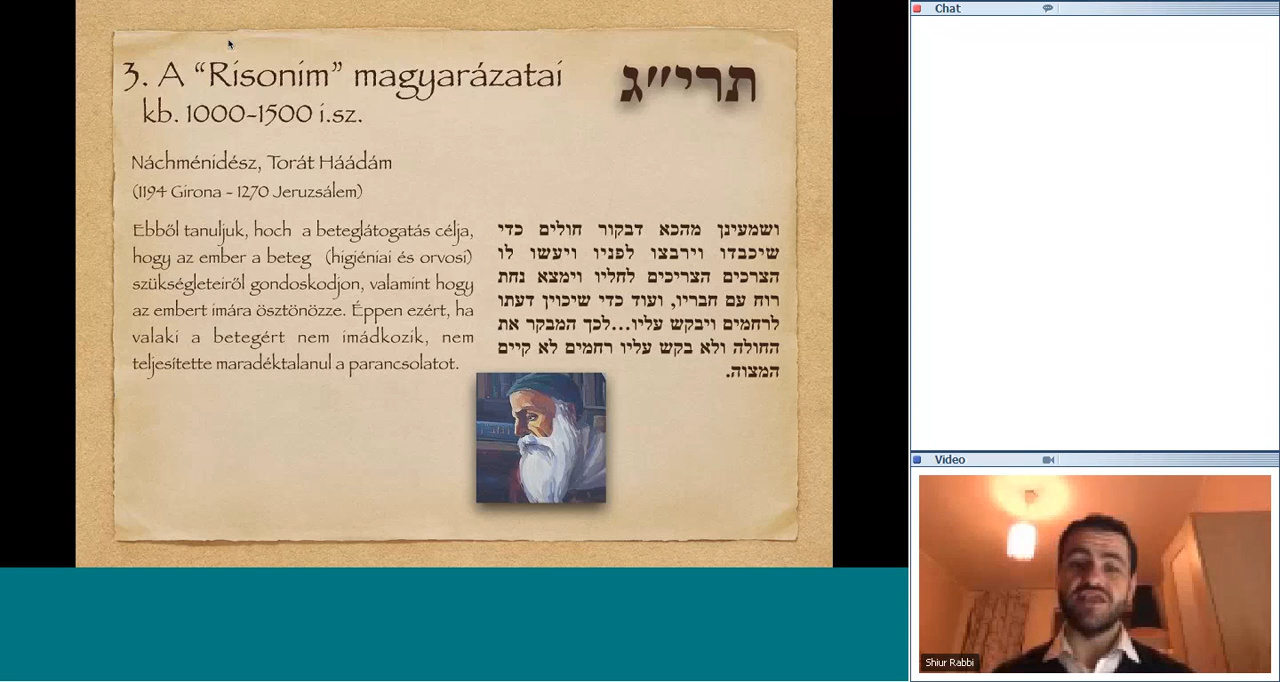 Chat
3. A “Risonim” magyarázatai
kb. 1000-1500 i.sz.
תרי״ג
Náchménidész, Torát Háádám
(1194 Girona - 1270 Jeruzsálem)
Ebből tanuljuk, hoch a beteglátogatás célja,
hogy az ember a beteg (higiéniai és orvosi)
szükségleteiről gondoskodjon, valamint hogy
az embert imára ösztönözze. Éppen ezért, ha
valaki a betegért nem imádkozik, nem
teljesítette maradéktalanul a parancsolatot.
ושמעינן מהכא דבקור חולים כדי
שיכבדו וירבצו לפניו ויעשו לו
הצרכים הצריכים לחליו וימצא נחת
רוח עם חבריו, ועוד כדי שיכוין דעתו
לרחמים ויבקש עליו...לכך המבקר את
החולה ולא בקש עליו רחמים לא קיים
המצוה.
Video
Shiur Rabbi